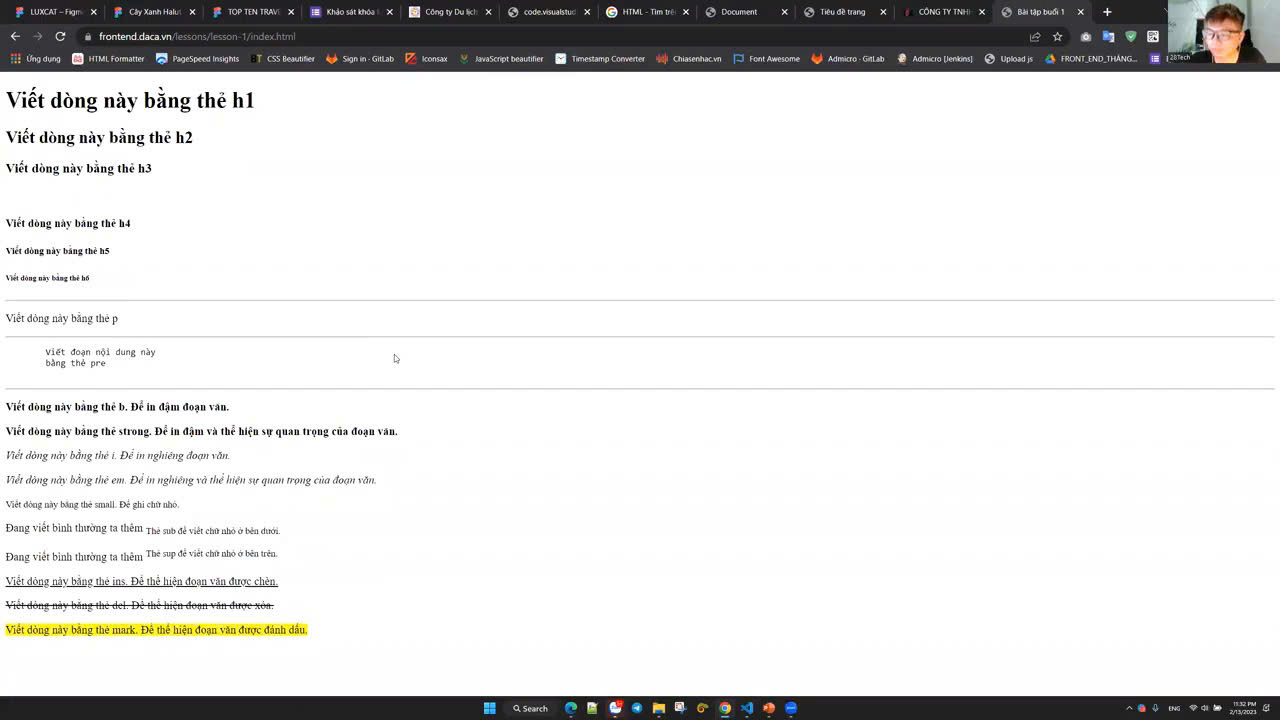 LUXCAT – Figm
Cây Xanh Halu
TOP TEN TRAVE
Khảo sát khóa
Công ty du lịch
code.visualstuc
HTML - Tìm trê
Document
Tiêu đề trang
CÔNG TY TNHH
Bài tập buổi 1
frontend.daca.vn/lessons/lesson-1/index.html
Ứng dụng
HTML Formatter
PageSpeed Insights
CSS Beautifier
Sign in · GitLab
Iconsax
JavaScript beautifier
Timestamp Converter
Chiasenhac.vn
Font Awesome
Admicro - GitLab
Admicro [Jenkins]
Upload js
FRONT_END_THÁNG...
28Tech
Viết dòng này bằng thẻ h1
Viết dòng này bằng thẻ h2
Viết dòng này bằng thẻ h3
Viết dòng này bằng thẻ h4
Viết dòng này bằng thẻ h5
Viết dòng này bằng thẻ h6
Viết dòng này bằng thẻ p
Viết đoạn nội dung này
bằng thẻ pre
Viết dòng này bằng thẻ b. Để in đậm đoạn văn.
Viết dòng này bằng thẻ strong. Để in đậm và thể hiện sự quan trọng của đoạn văn.
Viết dòng này bằng thẻ i. Để in nghiêng đoạn văn.
Viết dòng này bằng thẻ em. Để in nghiêng và thể hiện sự quan trọng của đoạn văn.
Viết dòng này bằng thẻ small. Để ghi chữ nhỏ.
Đang viết bình thường ta thêm Thẻ sub để viết chữ nhỏ ở bên dưới.
Đang viết bình thường ta thêm Thẻ sup để viết chữ nhỏ ở bên trên.
Viết dòng này bằng thẻ ins. Để thể hiện đoạn văn được chèn.
Viết dòng này bằng thẻ del. Để thể hiện đoạn văn được xóa.
Viết dòng này bằng thẻ mark. Để thể hiện đoạn văn được đánh dấu.
Search
ENG
11:32 PM
2/13/2023